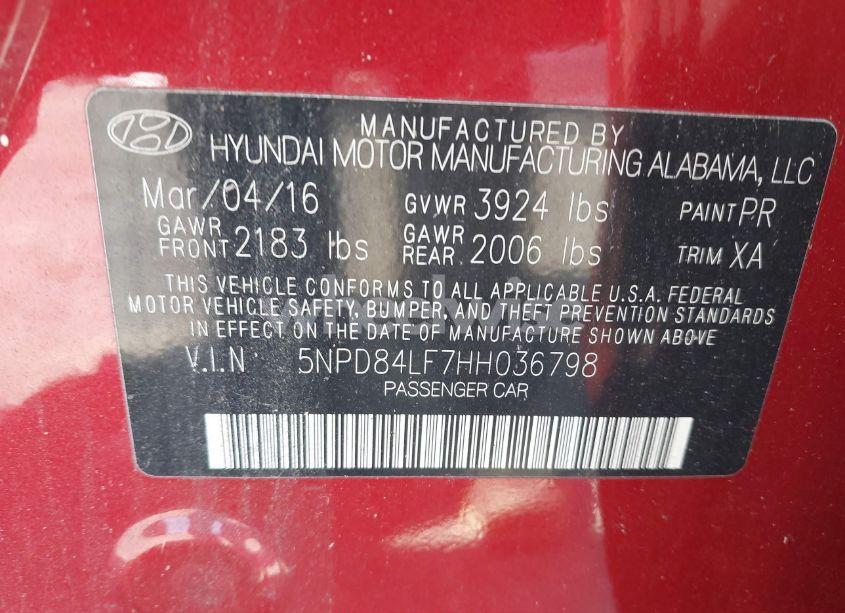 MANUFACTURED BY
HYUNDAI MOTOR MANUFACTURING ALABAMA, LLC
Mar/04/16 GVWR 3924 lbs PAINT PR
GAWR FRONT 2183 lbs GAWR REAR 2006 lbs TRIM XA
THIS VEHICLE CONFORMS TO ALL APPLICABLE U.S.A. FEDERAL
MOTOR VEHICLE SAFETY, BUMPER, AND THEFT PREVENTION STANDARDS
IN EFFECT ON THE DATE OF MANUFACTURE SHOWN ABOVE
V.I.N 5NPD84LF7HH036798
PASSENGER CAR